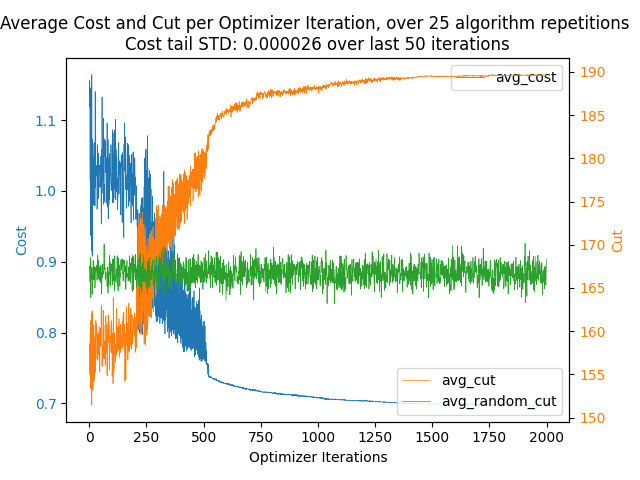 Average Cost and Cut per Optimizer Iteration, over 25 algorithm repetitions
Cost tail STD: 0.000026 over last 50 iterations
avg_cost
190
185
180
175
170
165
160
155
150
Cut
1.1
1.0
0.9
0.8
0.7
Cost
avg_cut
avg_random_cut
0
250
500
750
1000
1250
1500
1750
2000
Optimizer Iterations